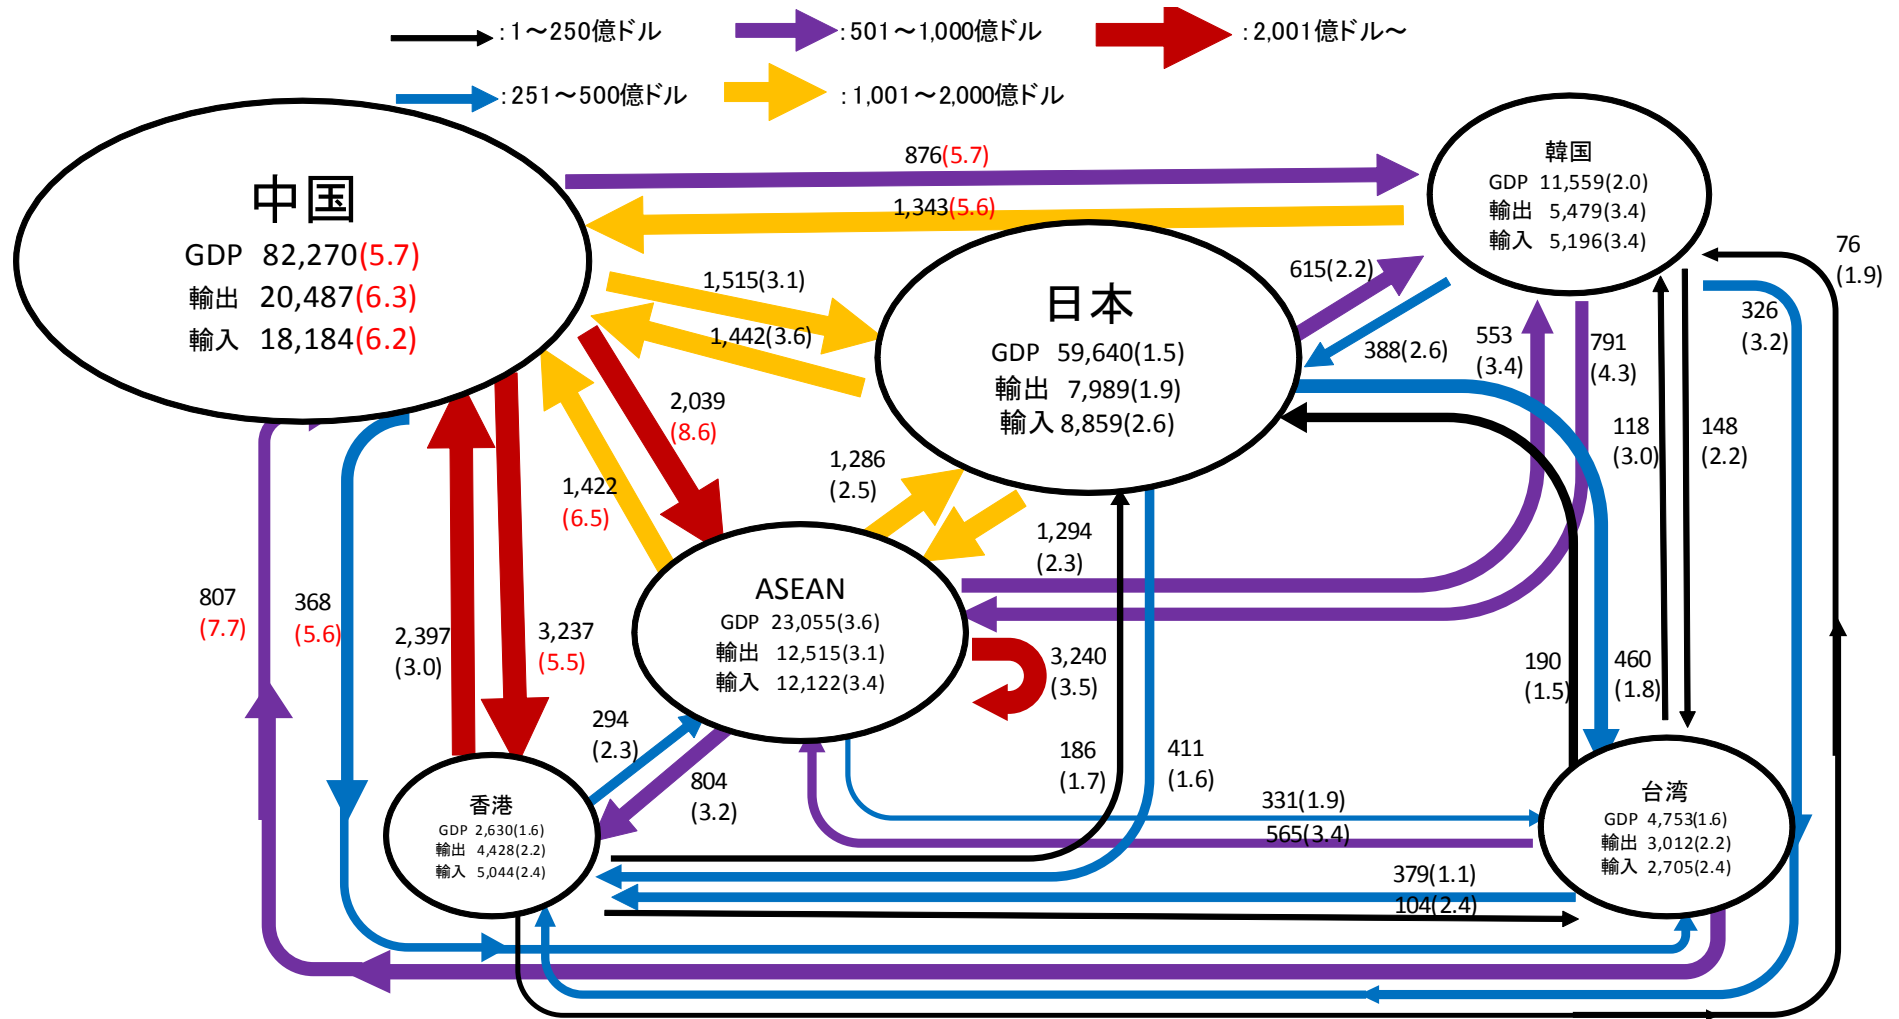 :1～250億ドル
:501～1,000億ドル
:2,001億ドル～
:251～500億ドル
:1,001～2,000億ドル
中国
GDP 82,270(5.7)
輸出 20,487(6.3)
輸入 18,184(6.2)
876(5.7)
1,343(5.6)
韓国
GDP 11,559(2.0)
輸出 5,479(3.4)
輸入 5,196(3.4)
76
(1.9)
1,515(3.1)
1,442(3.6)
日本
GDP 59,640(1.5)
輸出 7,989(1.9)
輸入 8,859(2.6)
615(2.2)
388(2.6)
553
(3.4)
791
(4.3)
326
(3.2)
2,039
(8.6)
1,422
(6.5)
1,286
(2.5)
1,294
(2.3)
118
(3.0)
148
(2.2)
ASEAN
GDP 23,055(3.6)
輸出 12,515(3.1)
輸入 12,122(3.4)
807
(7.7)
368
(5.6)
2,397
(3.0)
3,237
(5.5)
3,240
(3.5)
190
(1.5)
460
(1.8)
294
(2.3)
804
(3.2)
186
(1.7)
411
(1.6)
香港
GDP 2,630(1.6)
輸出 4,428(2.2)
輸入 5,044(2.4)
331(1.9)
565(3.4)
台湾
GDP 4,753(1.6)
輸出 3,012(2.2)
輸入 2,705(2.4)
379(1.1)
104(2.4)